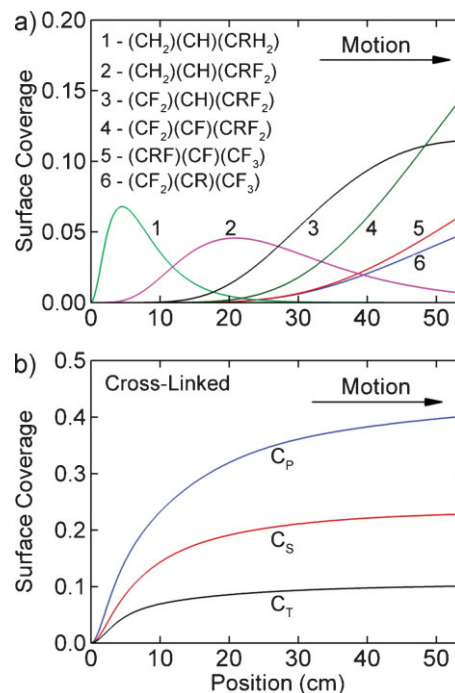 a)
0.20
0.15
0.10
0.05
0.00
Surface Coverage
1 - (CH₂)(CH)(CRH₂)
2 - (CH₂)(CH)(CRF₂)
3 - (CF₂)(CH)(CRF₂)
4 - (CF₂)(CF)(CRF₂)
5 - (CRF)(CF)(CF₃)
6 - (CF₂)(CR)(CF₃)
Motion
1 2 3 4 5
6
0 10 20 30 40 50
b)
0.5
0.4
0.3
0.2
0.1
0.0
Surface Coverage
Cross-Linked
Motion
C_P
C_S
C_T
0 10 20 30 40 50
Position (cm)